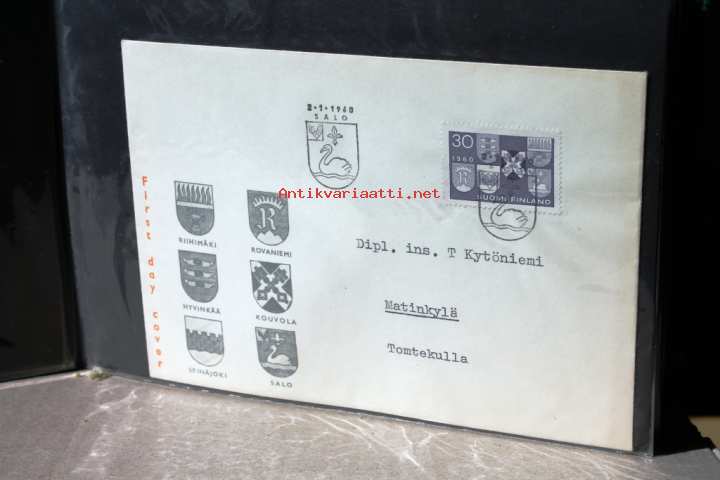 First day cover
2·1·1960
SALO
30
1960
SUOMI FINLAND
Antikvariaatti.net
RIIHIMÄKI
R
ROVANIEMI
HYVINKÄÄ
KOUVOLA
SEINÄJOKI
SALO
Dipl. ins. T Kytöniemi
Matinkylä
Tomtekulla